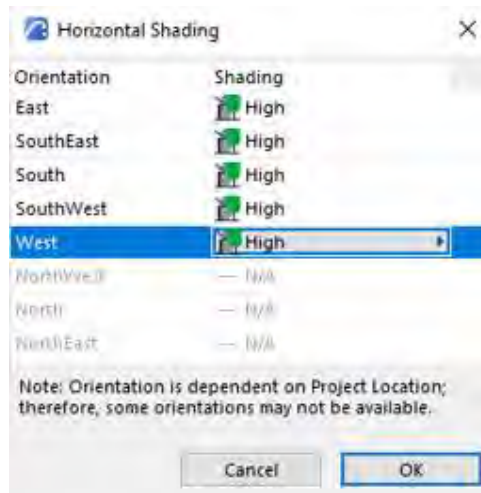 Horizontal Shading
Orientation Shading
East High
SouthEast High
South High
SouthWest High
West High
NorthWest — N/A
North — N/A
NorthEast — N/A
Note: Orientation is dependent on Project Location;
therefore, some orientations may not be available.
Cancel OK